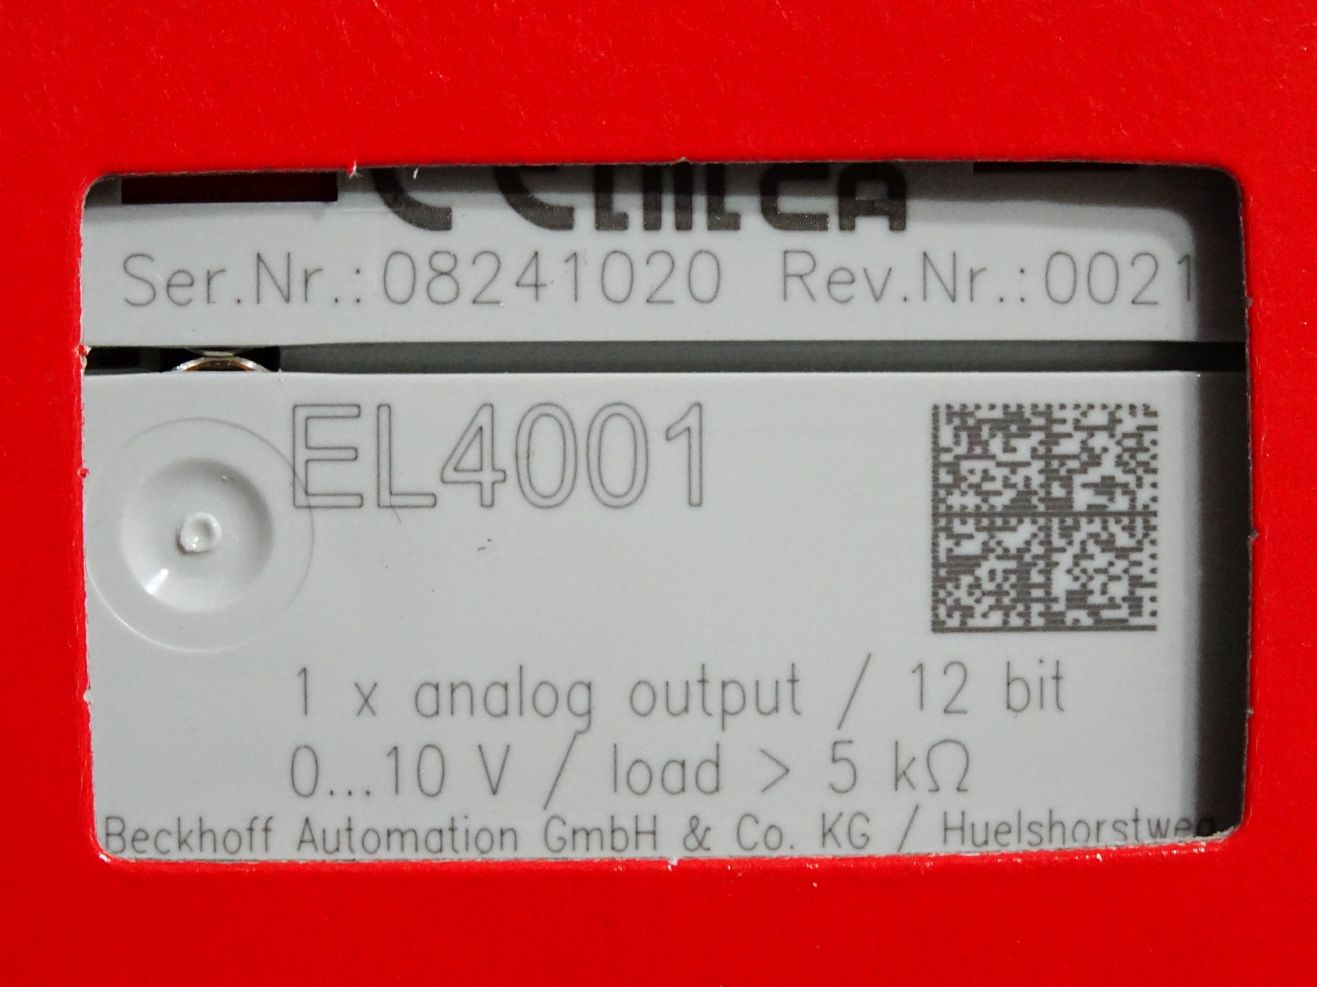 Ser.Nr.:08241020 Rev.Nr.:0021
EL4001
1 x analog output / 12 bit
0...10 V / load > 5 kΩ
Beckhoff Automation GmbH & Co. KG / Huelshorstweg